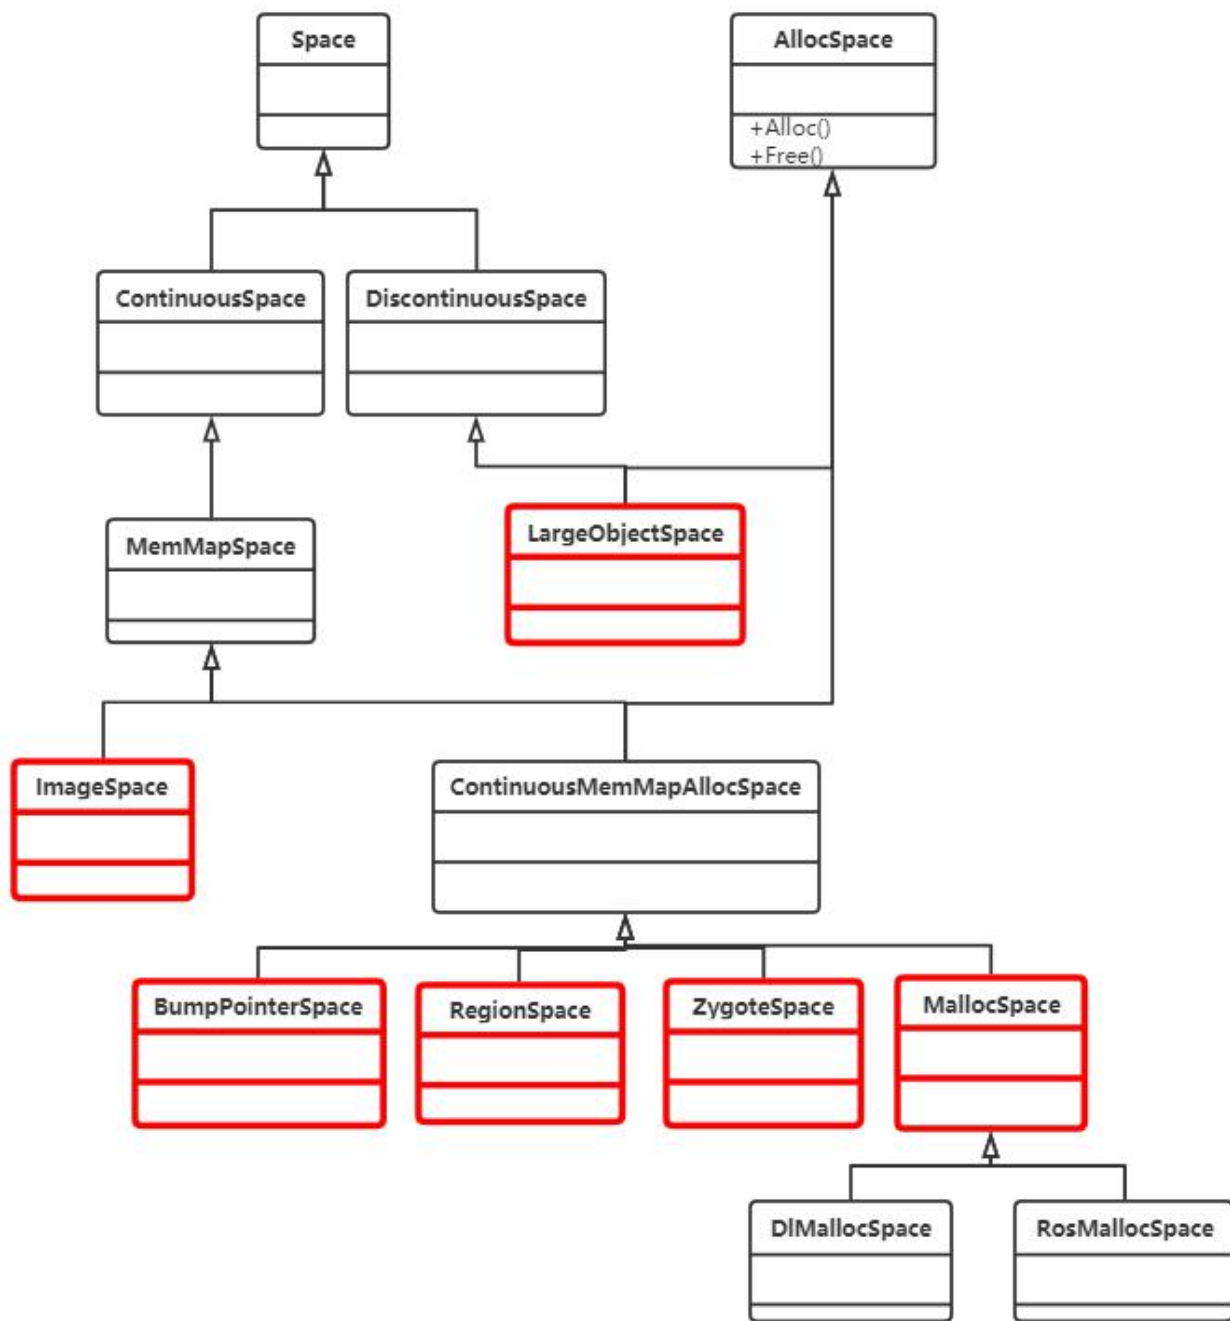 Space
AllocSpace
+Alloc()
+Free()
ContinuousSpace
DiscontinuousSpace
MemMapSpace
LargeObjectSpace
ImageSpace
ContinuousMemMapAllocSpace
BumpPointerSpace
RegionSpace
ZygoteSpace
MallocSpace
DlMallocSpace
RosMallocSpace